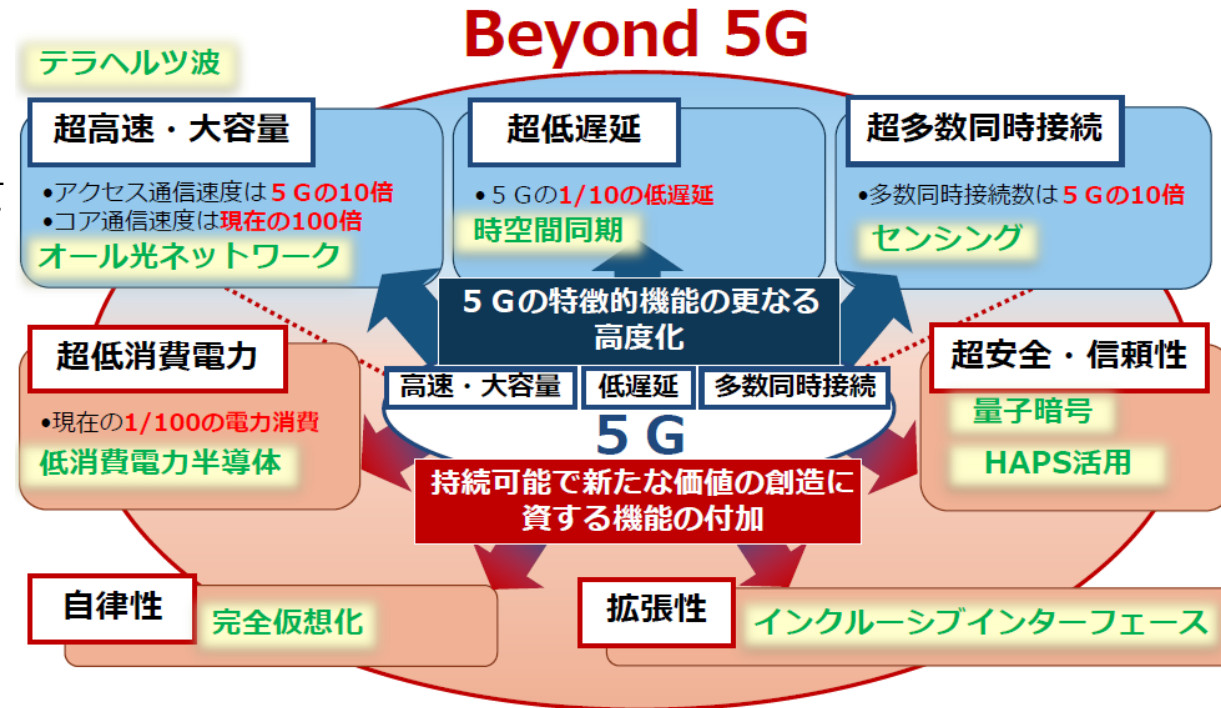 Beyond 5G
テラヘルツ波
超高速・大容量
•アクセス通信速度は５Ｇの10倍
•コア通信速度は現在の100倍
オール光ネットワーク
超低遅延
•５Ｇの1/10の低遅延
時空間同期
超多数同時接続
•多数同時接続数は５Ｇの10倍
センシング
５Ｇの特徴的機能の更なる
高度化
高速・大容量
低遅延
多数同時接続
５Ｇ
超低消費電力
•現在の1/100の電力消費
低消費電力半導体
超安全・信頼性
量子暗号
HAPS活用
持続可能で新たな価値の創造に
資する機能の付加
自律性
完全仮想化
拡張性
インクルーシブインターフェース